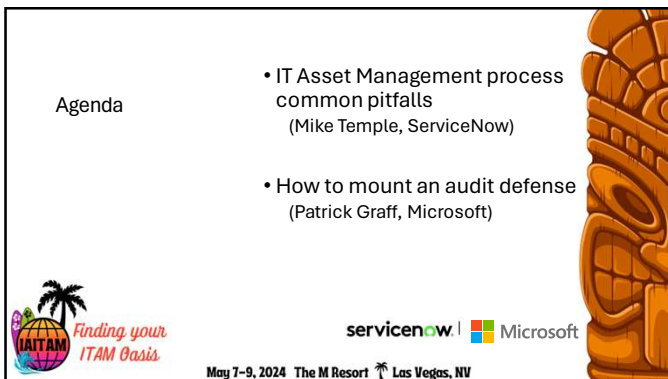 Agenda
• IT Asset Management process
common pitfalls
(Mike Temple, ServiceNow)
• How to mount an audit defense
(Patrick Graff, Microsoft)
IAITAM
Finding your
ITAM Oasis
servicenow. | Microsoft
May 7-9, 2024 The M Resort Las Vegas, NV